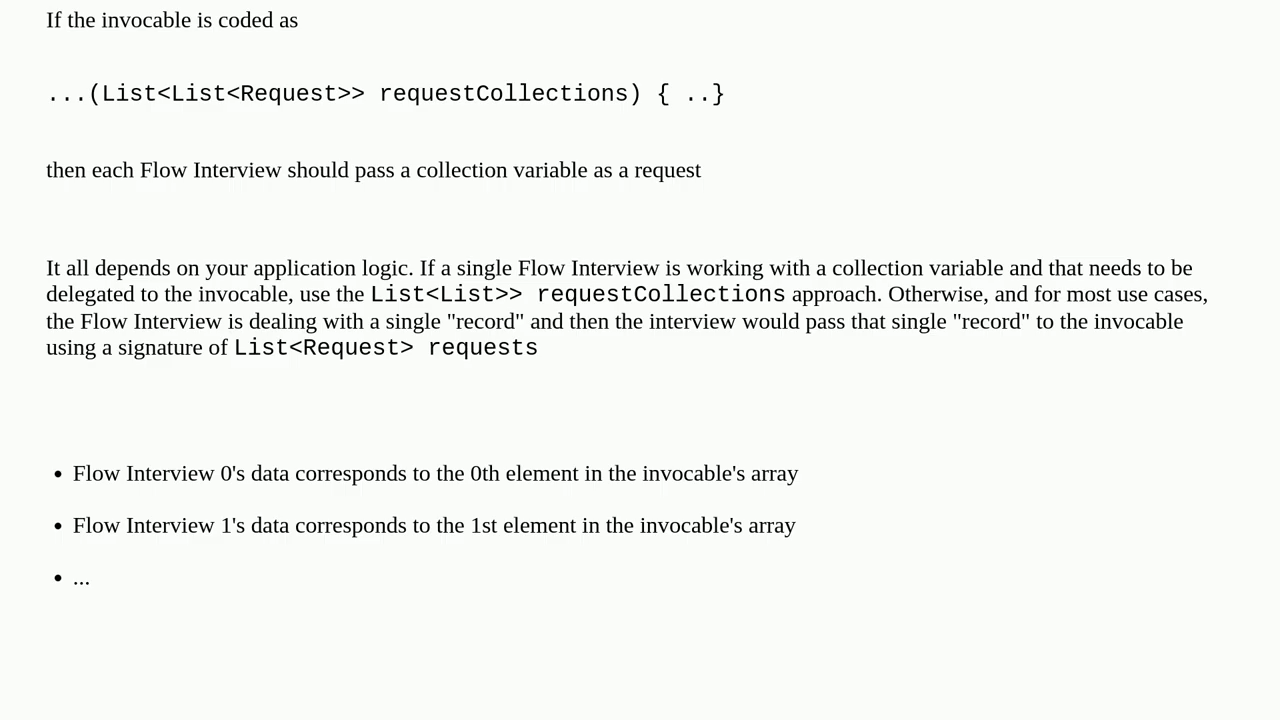 If the invocable is coded as
...(List<List<Request>> requestCollections) { ..}
then each Flow Interview should pass a collection variable as a request
It all depends on your application logic. If a single Flow Interview is working with a collection variable and that needs to be
delegated to the invocable, use the List<List>> requestCollections approach. Otherwise, and for most use cases,
the Flow Interview is dealing with a single "record" and then the interview would pass that single "record" to the invocable
using a signature of List<Request> requests
• Flow Interview 0's data corresponds to the 0th element in the invocable's array
• Flow Interview 1's data corresponds to the 1st element in the invocable's array
• ...